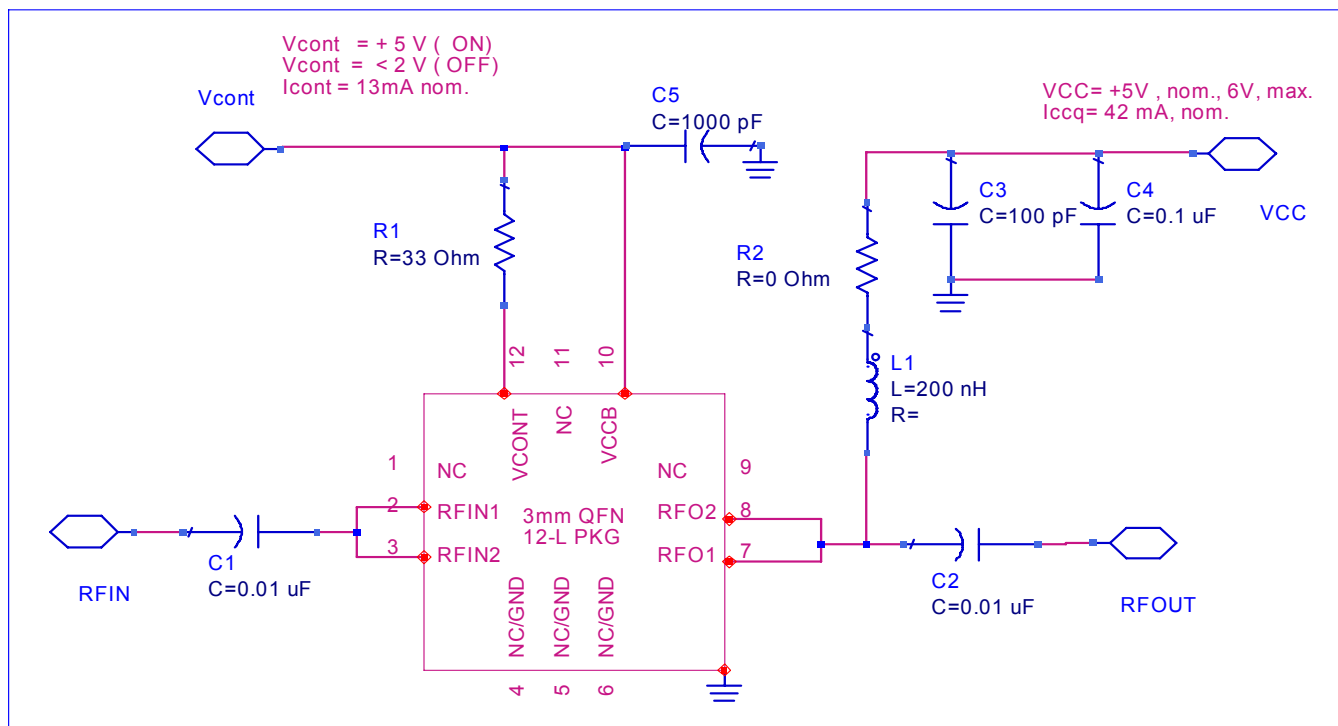 Vcont = + 5 V ( ON)
Vcont = < 2 V ( OFF)
Icont = 13mA nom.
Vcont
C5
C=1000 pF
VCC= +5V , nom., 6V, max.
Iccq= 42 mA, nom.
C3
C=100 pF
C4
C=0.1 uF
VCC
R1
R=33 Ohm
R2
R=0 Ohm
L1
L=200 nH
R=
12
11
10
VCONT
NC
VCCB
1
NC
NC
9
2
RFIN1
3
RFIN2
3mm QFN
12-L PKG
RFO2
8
RFO1
7
NC/GND
NC/GND
NC/GND
4
5
6
RFIN
C1
C=0.01 uF
C2
C=0.01 uF
RFOUT